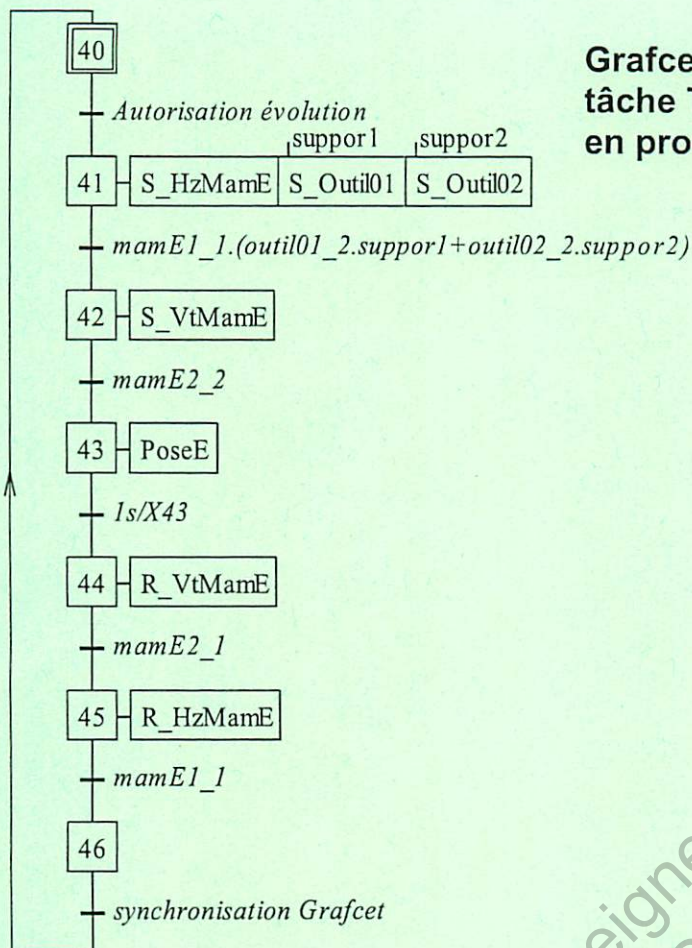 Grafce
40
tâche T
en pro
Autorisation évolution
suppor1 suppor2
41 S_HzMamE S_Outil01 S_Outil02
mamE1_1.(outil01_2.suppor1+outil02_2.suppor2)
42 S_VtMamE
mamE2_2
43 PoseE
1s/X43
44 R_VtMamE
mamE2_1
45 R_HzMamE
mamE1_1
46
synchronisation Grafcet
eigne